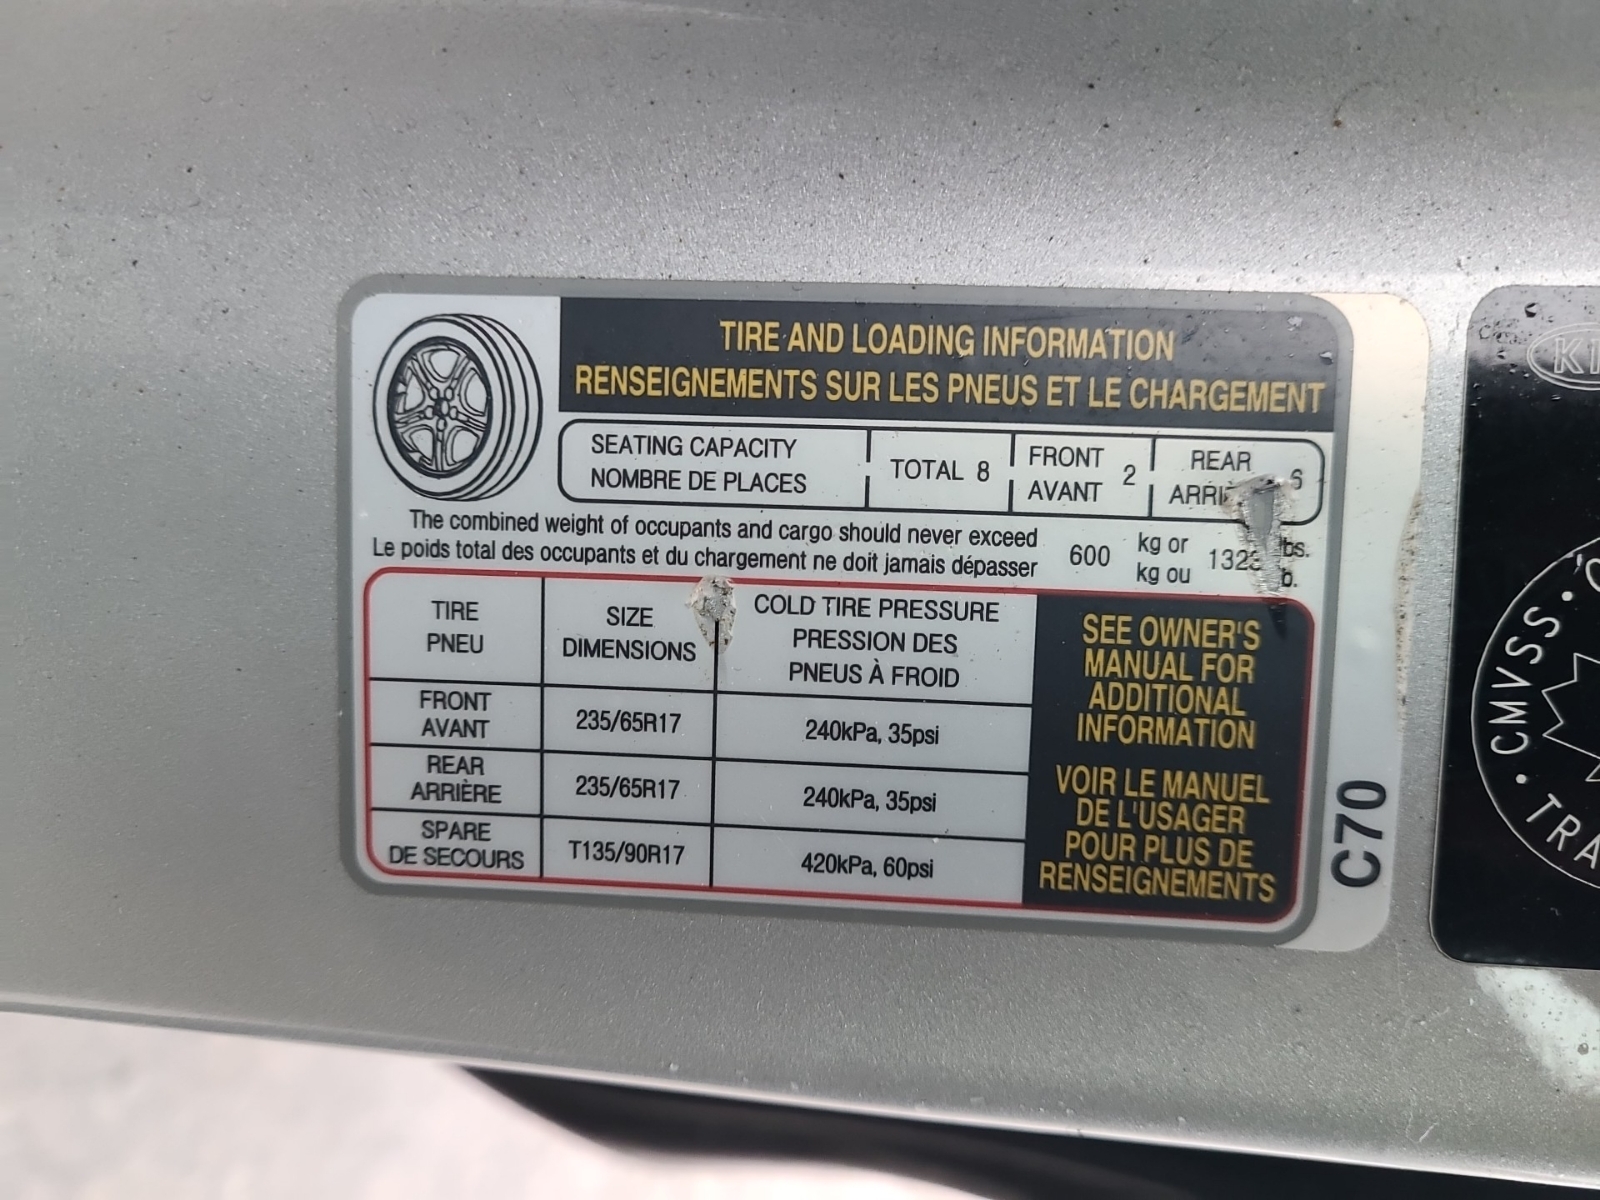 TIRE AND LOADING INFORMATION
RENSEIGNEMENTS SUR LES PNEUS ET LE CHARGEMENT
SEATING CAPACITY
NOMBRE DE PLACES
TOTAL 8
FRONT
AVANT
2
REAR
6
The combined weight of occupants and cargo should never exceed
Le poids total des occupants et du chargement ne doit jamais dépasser
600
kg or
kg ou
TIRE
PNEU
SIZE
DIMENSIONS
COLD TIRE PRESSURE
PRESSION DES
PNEUS À FROID
FRONT
AVANT
235/65R17
240kPa, 35psi
REAR
ARRIÈRE
235/65R17
240kPa, 35psi
SPARE
DE SECOURS
T135/90R17
420kPa, 60psi
SEE OWNER'S
MANUAL FOR
ADDITIONAL
INFORMATION
VOIR LE MANUEL
DE L'USAGER
POUR PLUS DE
RENSEIGNEMENTS
C70
CMVSS